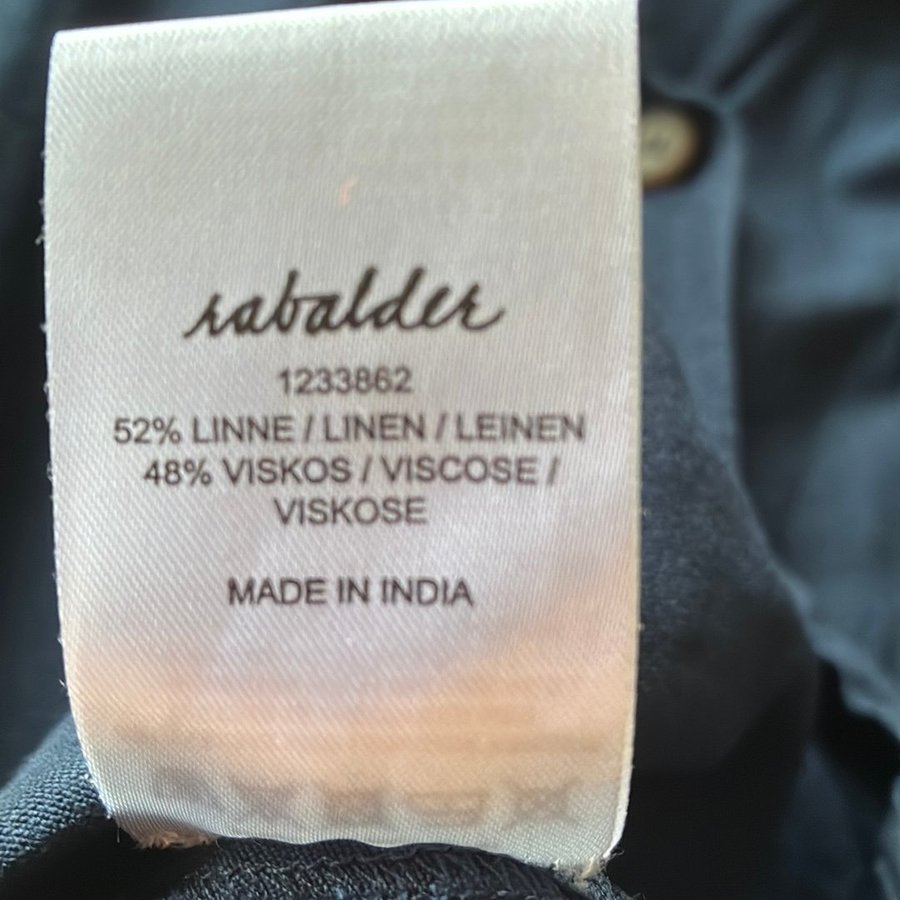 rabalder
1233862
52% LINNE / LINEN / LEINEN
48% VISKOS / VISCOSE /
VISKOSE
MADE IN INDIA